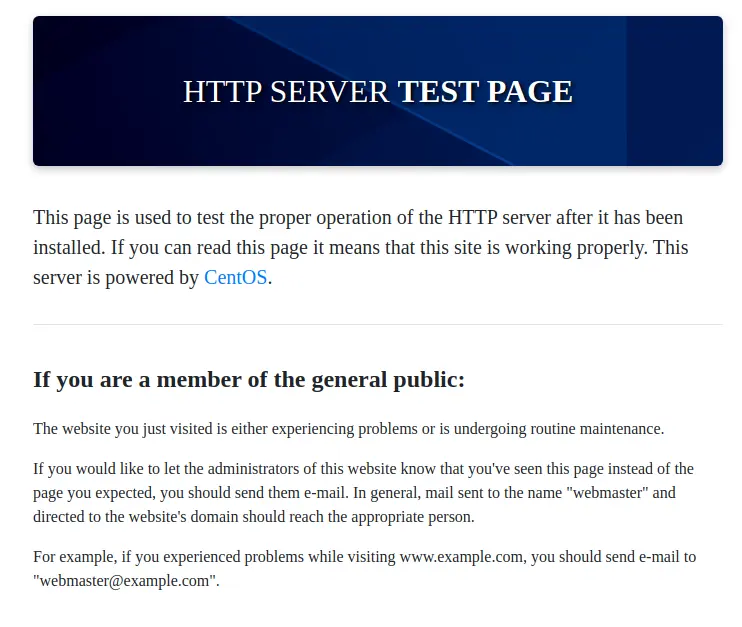 HTTP SERVER TEST PAGE
This page is used to test the proper operation of the HTTP server after it has been
installed. If you can read this page it means that this site is working properly. This
server is powered by CentOS.
If you are a member of the general public:
The website you just visited is either experiencing problems or is undergoing routine maintenance.
If you would like to let the administrators of this website know that you've seen this page instead of the
page you expected, you should send them e-mail. In general, mail sent to the name "webmaster" and
directed to the website's domain should reach the appropriate person.
For example, if you experienced problems while visiting www.example.com, you should send e-mail to
"webmaster@example.com".